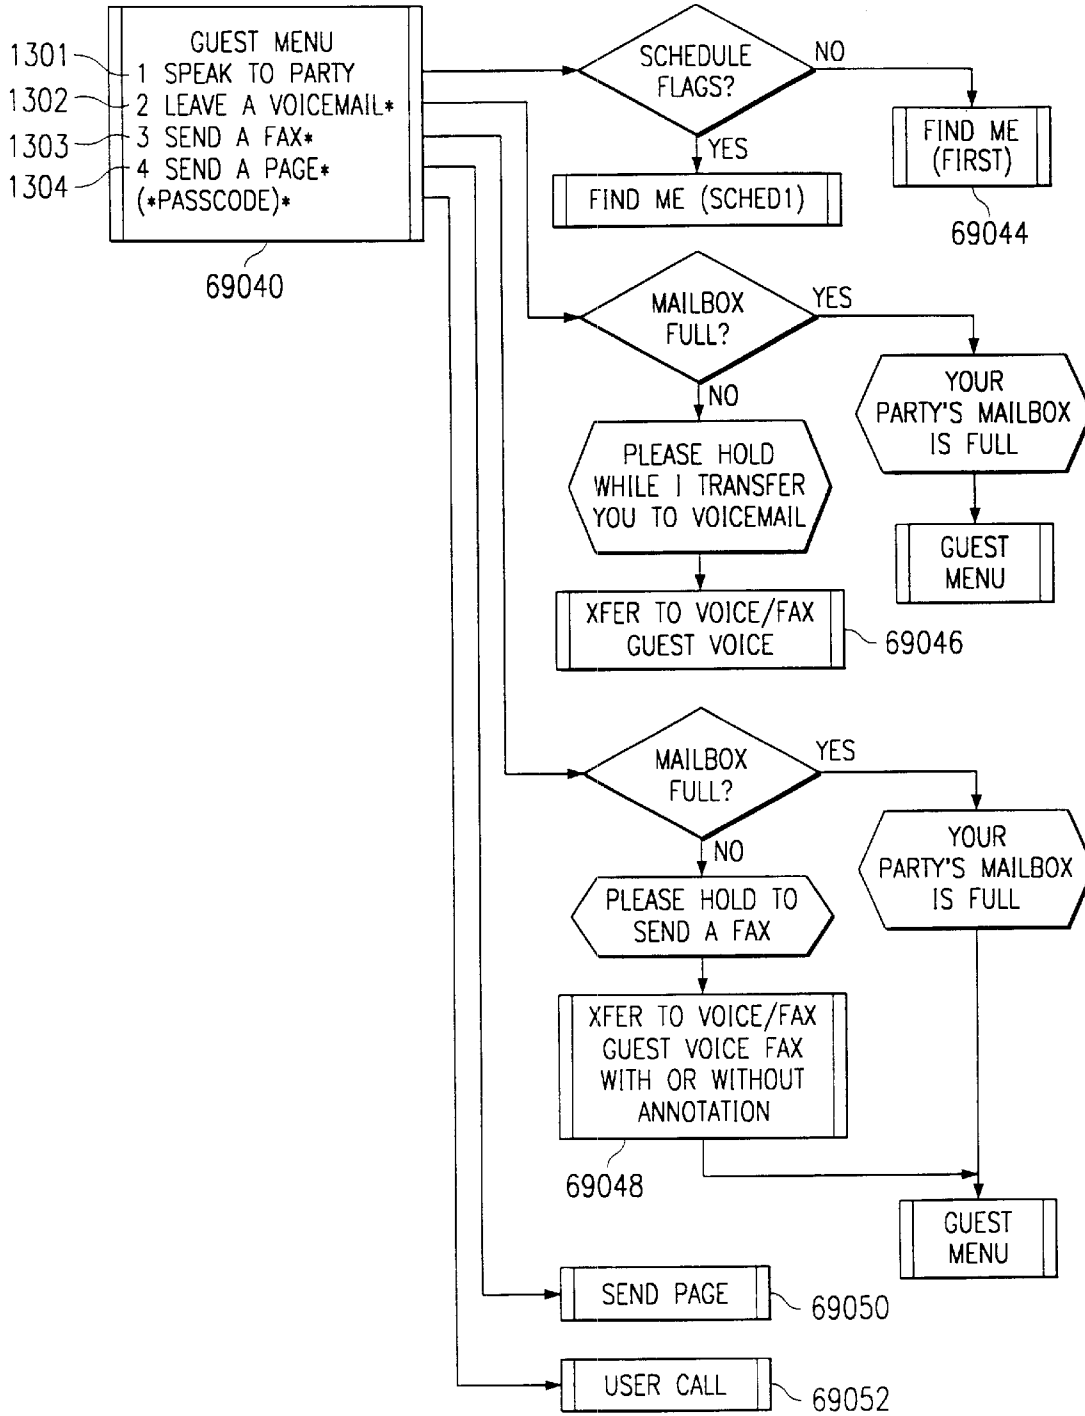 GUEST MENU
1301
1 SPEAK TO PARTY
1302
2 LEAVE A VOICEMAIL*
1303
3 SEND A FAX*
1304
4 SEND A PAGE*
(*PASSCODE)*
69040
SCHEDULE
FLAGS?
NO
YES
FIND ME
(FIRST)
69044
FIND ME (SCHED1)
MAILBOX
FULL?
YES
NO
YOUR
PARTY'S MAILBOX
IS FULL
PLEASE HOLD
WHILE I TRANSFER
YOU TO VOICEMAIL
GUEST
MENU
XFER TO VOICE/FAX
GUEST VOICE
69046
MAILBOX
FULL?
YES
NO
YOUR
PARTY'S MAILBOX
IS FULL
PLEASE HOLD TO
SEND A FAX
XFER TO VOICE/FAX
GUEST VOICE FAX
WITH OR WITHOUT
ANNOTATION
69048
GUEST
MENU
SEND PAGE
69050
USER CALL
69052